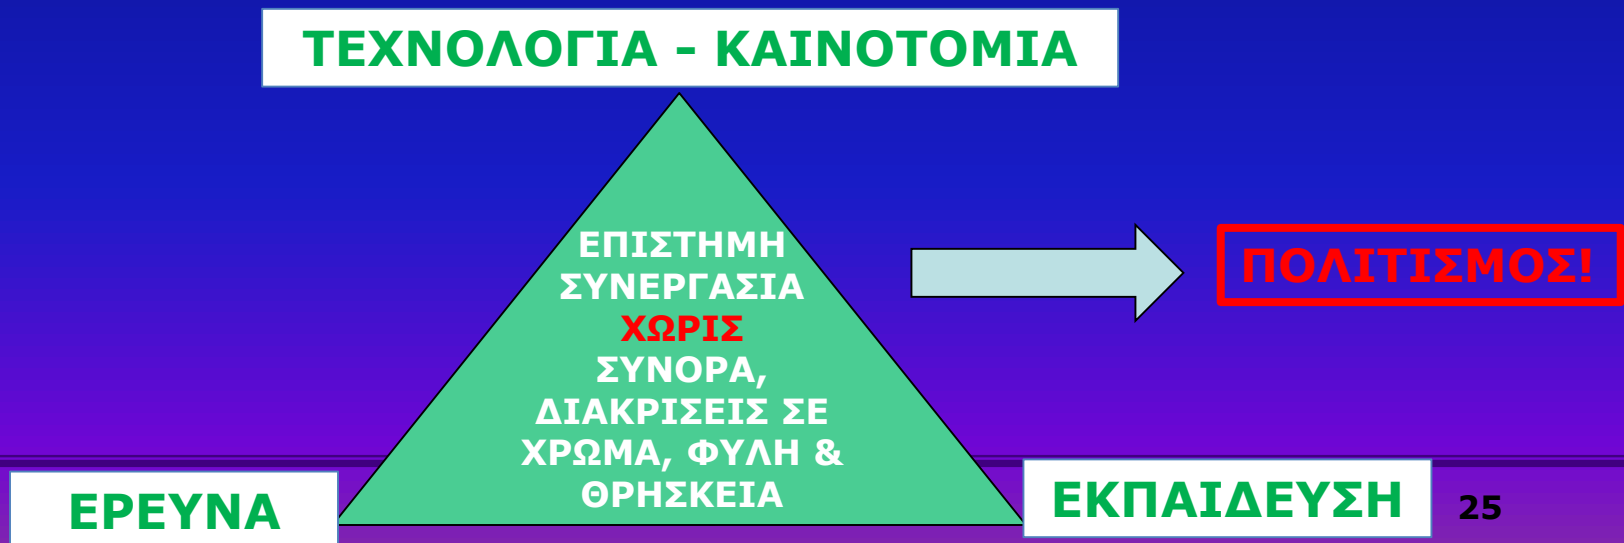 ΤΕΧΝΟΛΟΓΙΑ – ΚΑΙΝΟΤΟΜΙΑ
ΕΠΙΣΤΗΜΗ
ΣΥΝΕΡΓΑΣΙΑ
ΧΩΡΙΣ
ΣΥΝΟΡΑ,
ΔΙΑΚΡΙΣΕΙΣ ΣΕ
ΧΡΩΜΑ, ΦΥΛΗ &
ΘΡΗΣΚΕΙΑ
ΠΟΛΙΤΙΣΜΟΣ!
ΕΡΕΥΝΑ
ΕΚΠΑΙΔΕΥΣΗ
25